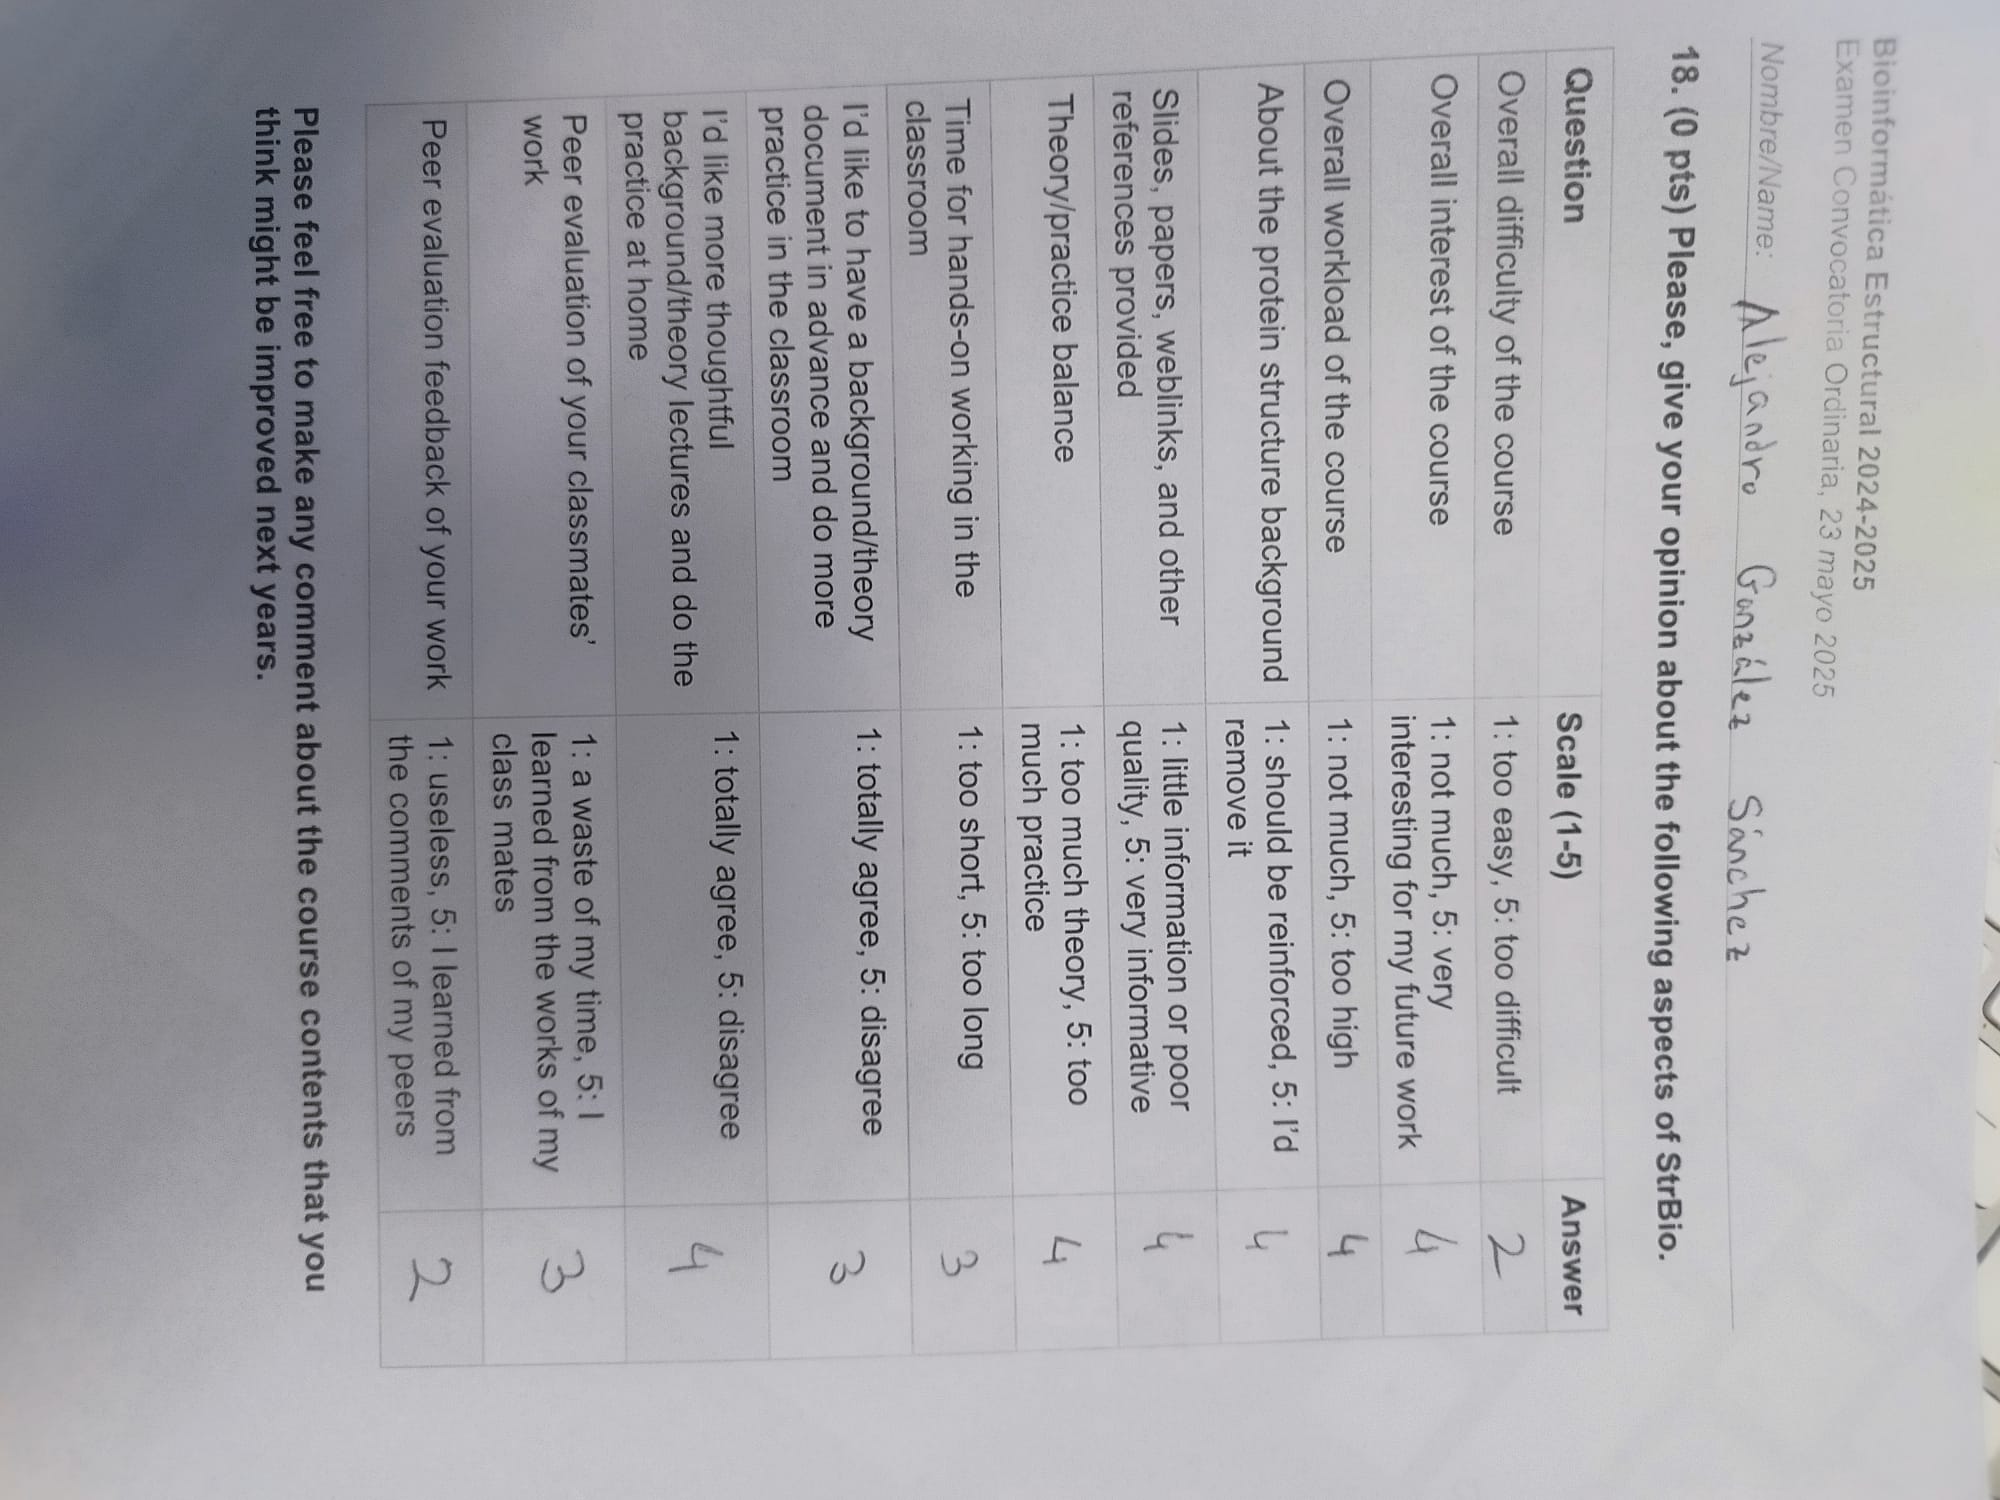 Bioinformática Estructural 2024-2025
Examen Convocatoria Ordinaria, 23 mayo 2025
Nombre/Name: Alejandro González Sánchez
18. (0 pts) Please, give your opinion about the following aspects of StrBio.
Question Scale (1-5) Answer
Overall difficulty of the course 1: too easy, 5: too difficult 2
Overall interest of the course 1: not much, 5: very 4
interesting for my future work
Overall workload of the course 1: not much, 5: too high 4
About the protein structure background 1: should be reinforced, 5: I'd 4
remove it
Slides, papers, weblinks, and other 1: little information or poor 4
references provided quality, 5: very informative
Theory/practice balance 1: too much theory, 5: too 4
much practice
Time for hands-on working in the 1: too short, 5: too long 3
classroom
I'd like to have a background/theory 1: totally agree, 5: disagree 3
document in advance and do more
practice in the classroom
I'd like more thoughtful 1: totally agree, 5: disagree 4
background/theory lectures and do the
practice at home
Peer evaluation of your classmates' 1: a waste of my time, 5: I 3
work learned from the works of my
class mates
Peer evaluation feedback of your work 1: useless, 5: I learned from 2
the comments of my peers
Please feel free to make any comment about the course contents that you
think might be improved next years.